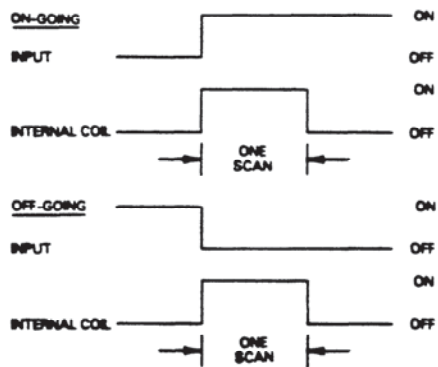 ON-GOING
ON
INPUT
OFF
ON
INTERNAL COIL
OFF
ONE
SCAN
OFF-GOING
ON
INPUT
OFF
ON
INTERNAL COIL
OFF
ONE
SCAN